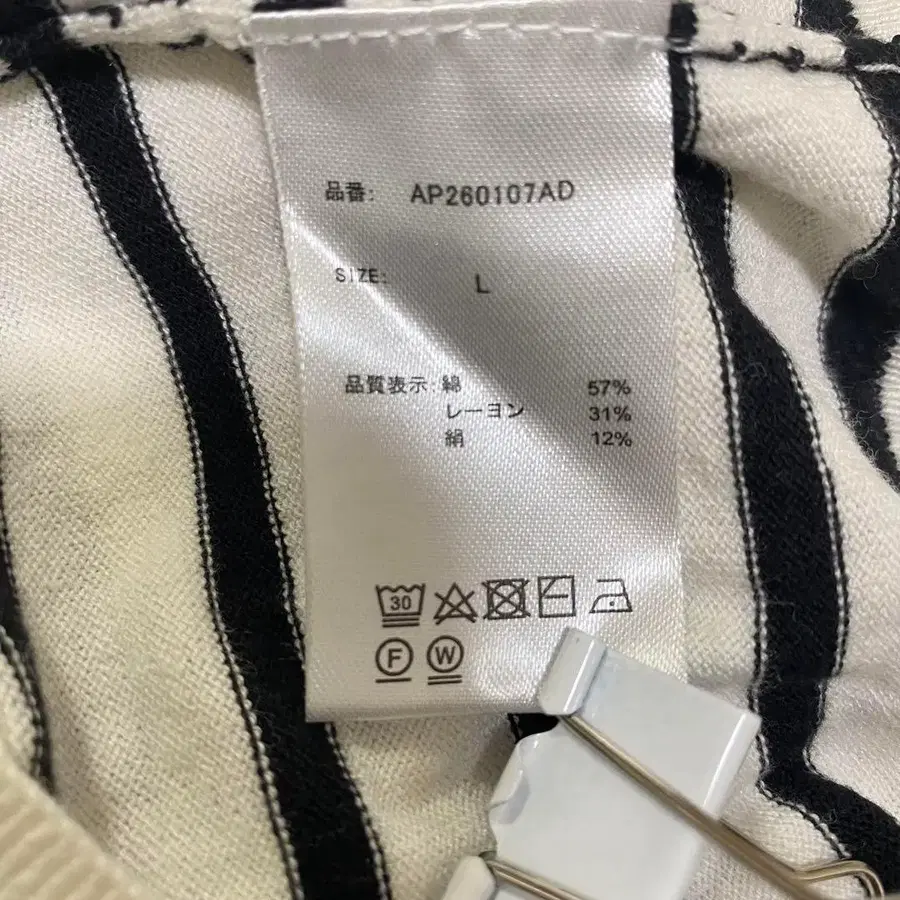 品番: AP260107AD
SIZE: L
品質表示: 綿 57%
レーヨン 31%
絹 12%
30
F W